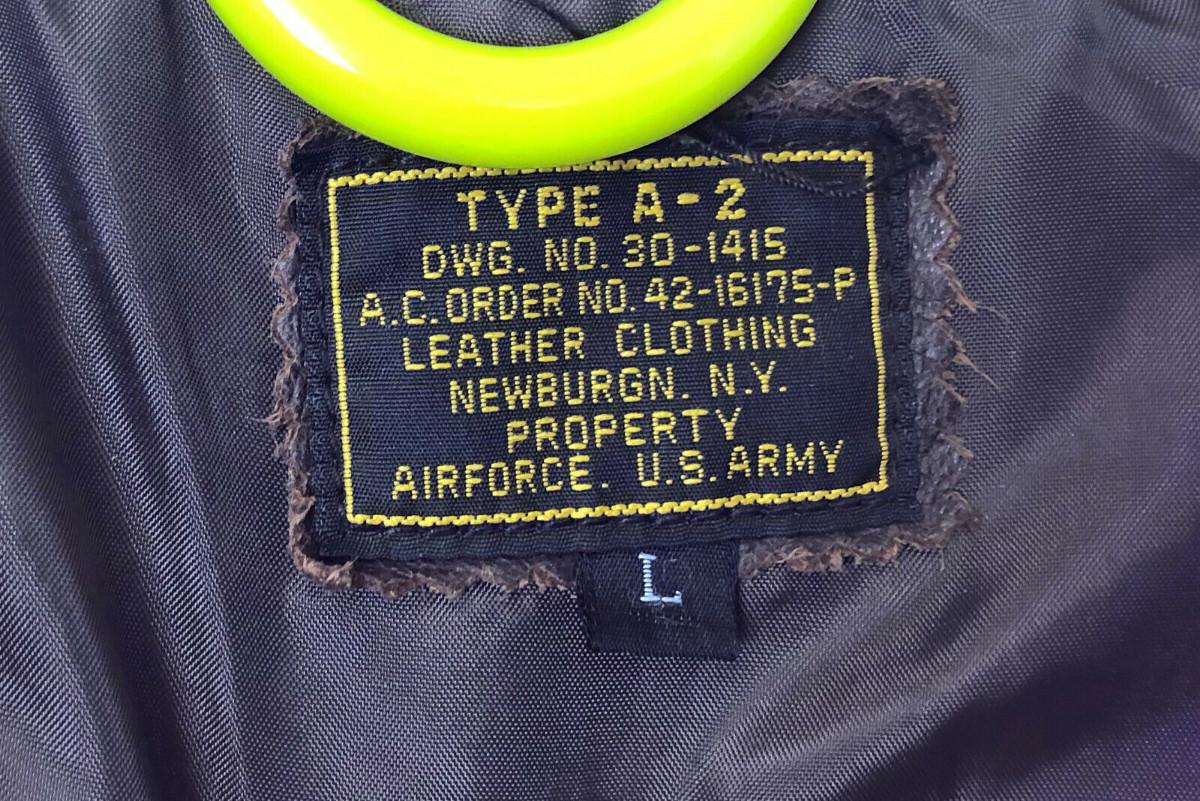 TYPE A-2
DWG. NO. 30-1415
A.C. ORDER NO. 42-16175-P
LEATHER CLOTHING
NEWBURGN. N.Y.
PROPERTY
AIRFORCE. U.S. ARMY
L